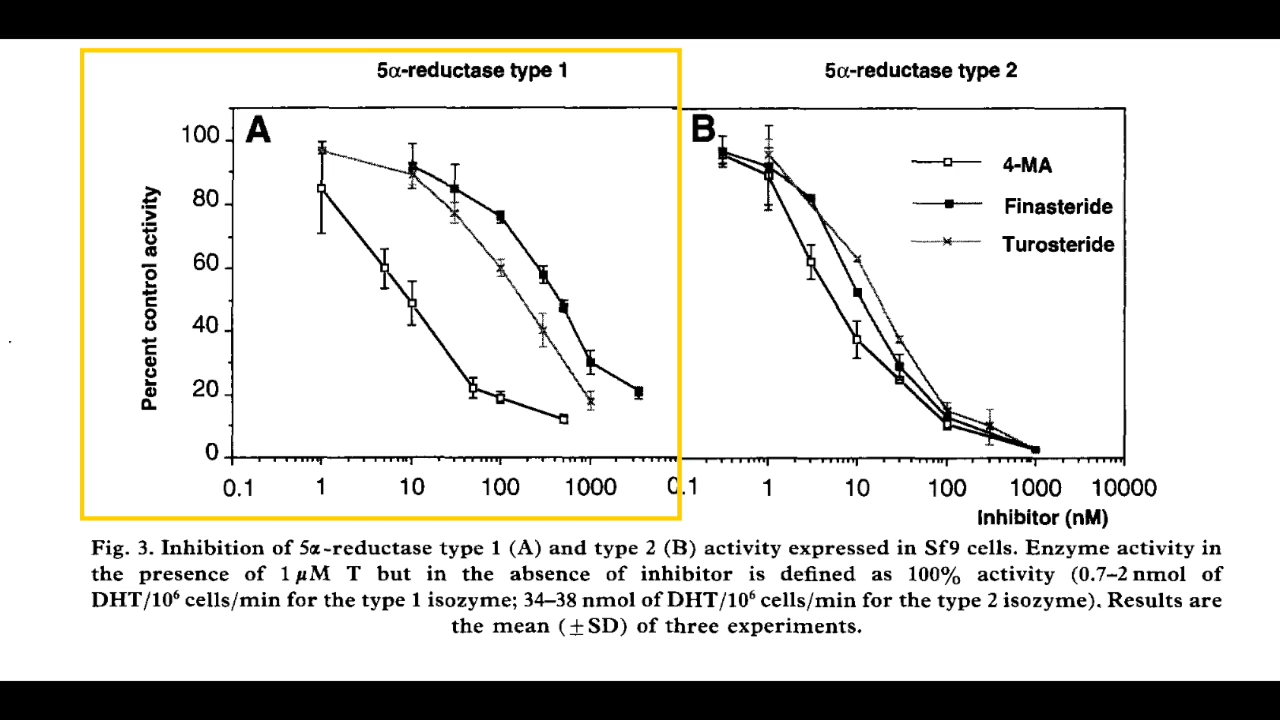 5α-reductase type 1
5α-reductase type 2
A
B
Percent control activity
100
80
60
40
20
0
4-MA
Finasteride
Turosteride
0.1 1 10 100 1000 0.1 1 10 100 1000 10000
Inhibitor (nM)
Fig. 3. Inhibition of 5α-reductase type 1 (A) and type 2 (B) activity expressed in Sf9 cells. Enzyme activity in
the presence of 1 μM T but in the absence of inhibitor is defined as 100% activity (0.7–2 nmol of
DHT/10⁶ cells/min for the type 1 isozyme; 34–38 nmol of DHT/10⁶ cells/min for the type 2 isozyme). Results are
the mean (±SD) of three experiments.